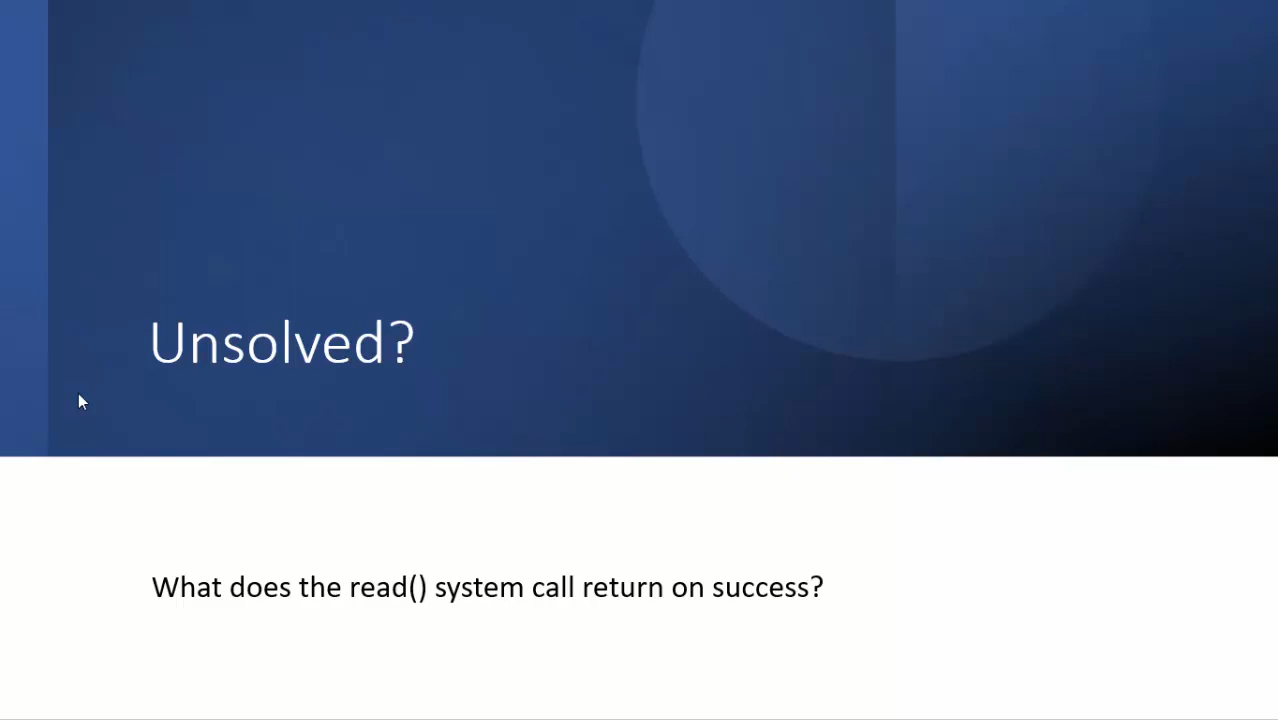 Unsolved?
What does the read() system call return on success?